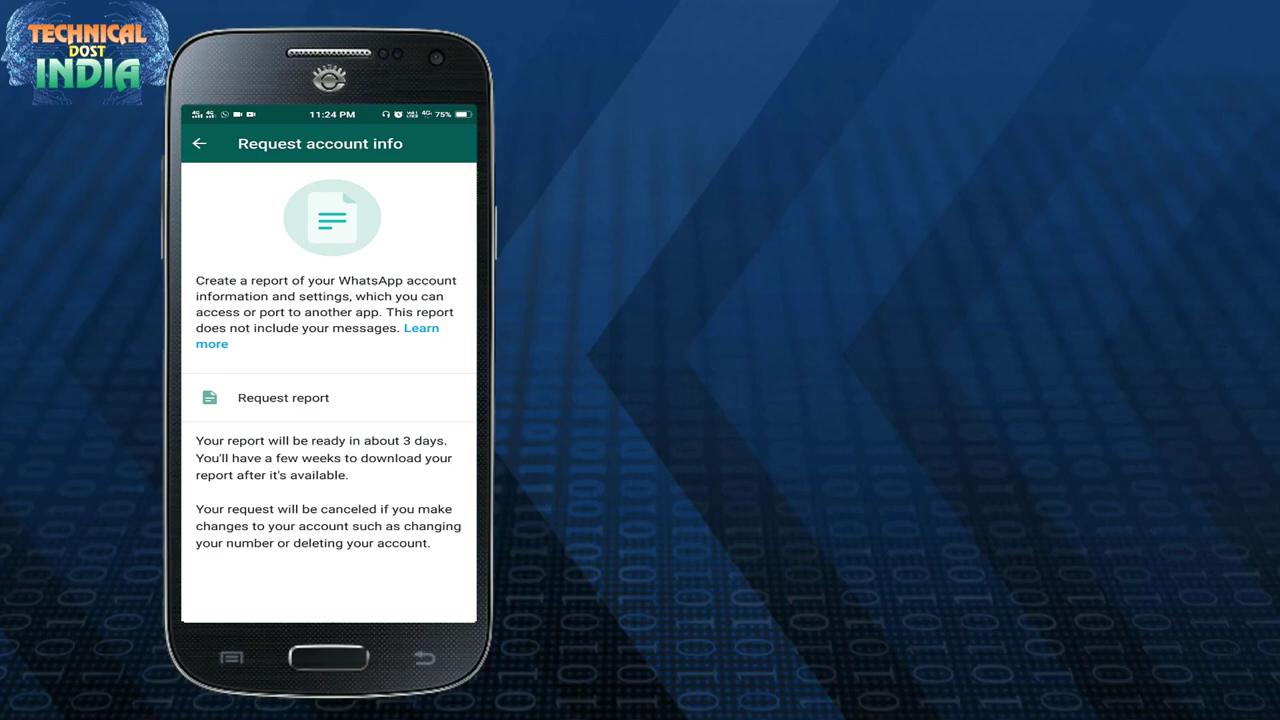 TECHNICAL
DOST
INDIA
11:24 PM
4G 75%
Request account info
Create a report of your WhatsApp account
information and settings, which you can
access or port to another app. This report
does not include your messages. Learn
more
Request report
Your report will be ready in about 3 days.
You'll have a few weeks to download your
report after it's available.
Your request will be canceled if you make
changes to your account such as changing
your number or deleting your account.